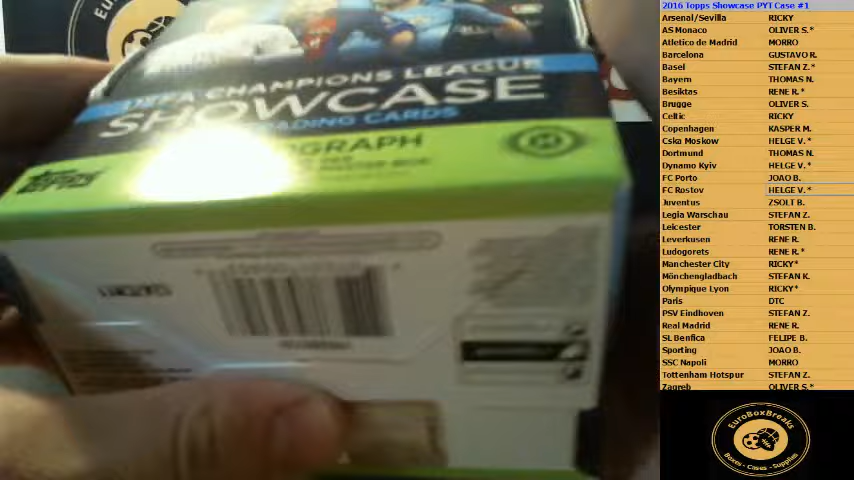 UEFA CHAMPIONS LEAGUE
SHOWCASE
TRADING CARDS
TOPPS
2016 Topps Showcase PYT Case #1
Arsenal/Sevilla RICKY
AS Monaco OLIVER S.*
Atletico de Madrid MORRO
Barcelona GUSTAVO R.
Basel STEFAN Z.*
Bayern THOMAS N.
Besiktas RENE R.*
Brugge OLIVER S.
Celtic RICKY
Copenhagen KASPER M.
Cska Moskow HELGE V.*
Dortmund THOMAS N.
Dynamo Kyiv HELGE V.*
FC Porto JOAO B.
FC Rostov HELGE V.*
Juventus ZSOLT B.
Legia Warschau STEFAN Z.
Leicester TORSTEN B.
Leverkusen RENE R.
Ludogorets RENE R.*
Manchester City RICKY*
Mönchengladbach STEFAN K.
Olympique Lyon RICKY*
Paris DTC
PSV Eindhoven STEFAN Z.
Real Madrid RENE R.
SL Benfica FELIPE B.
Sporting JOAO B.
SSC Napoli MORRO
Tottenham Hotspur STEFAN Z.
Zagreb OLIVER S.*
EuroBoxBreaks
Boxes - Cases - Supplies